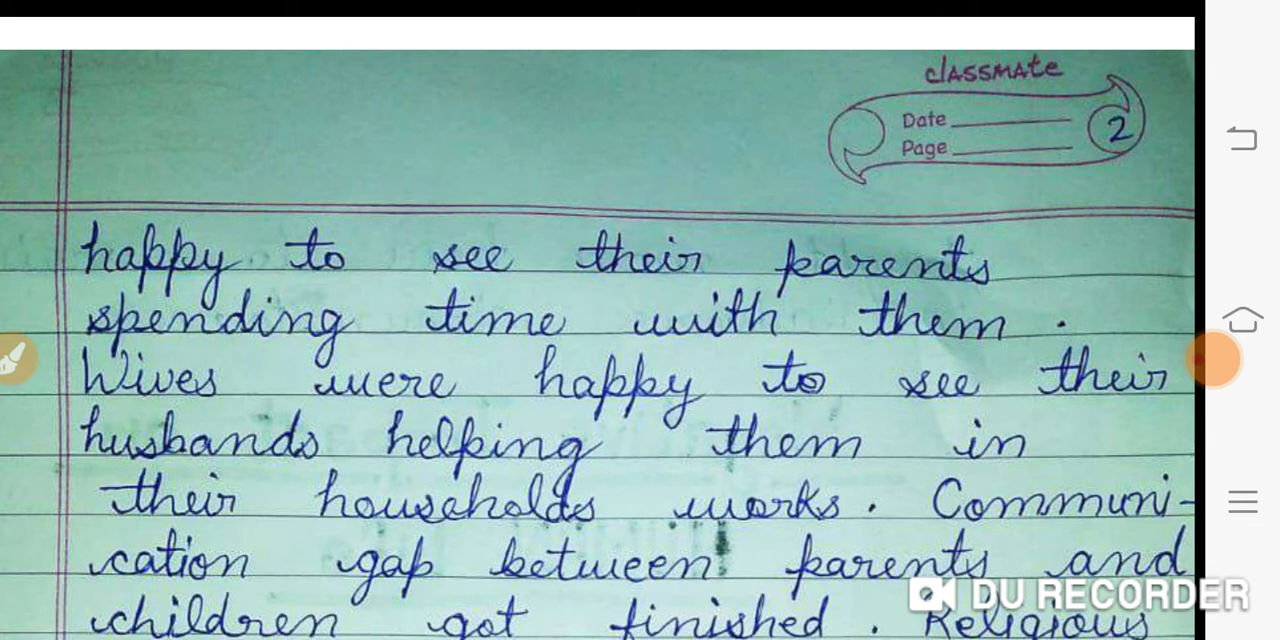 classmate
Date
Page
2
happy to see their parents
spending time with them .
Wives were happy to see their
husbands helping them in
their households works . Communi-
cation gap between parents and
children got finished . Religious
DU RECORDER